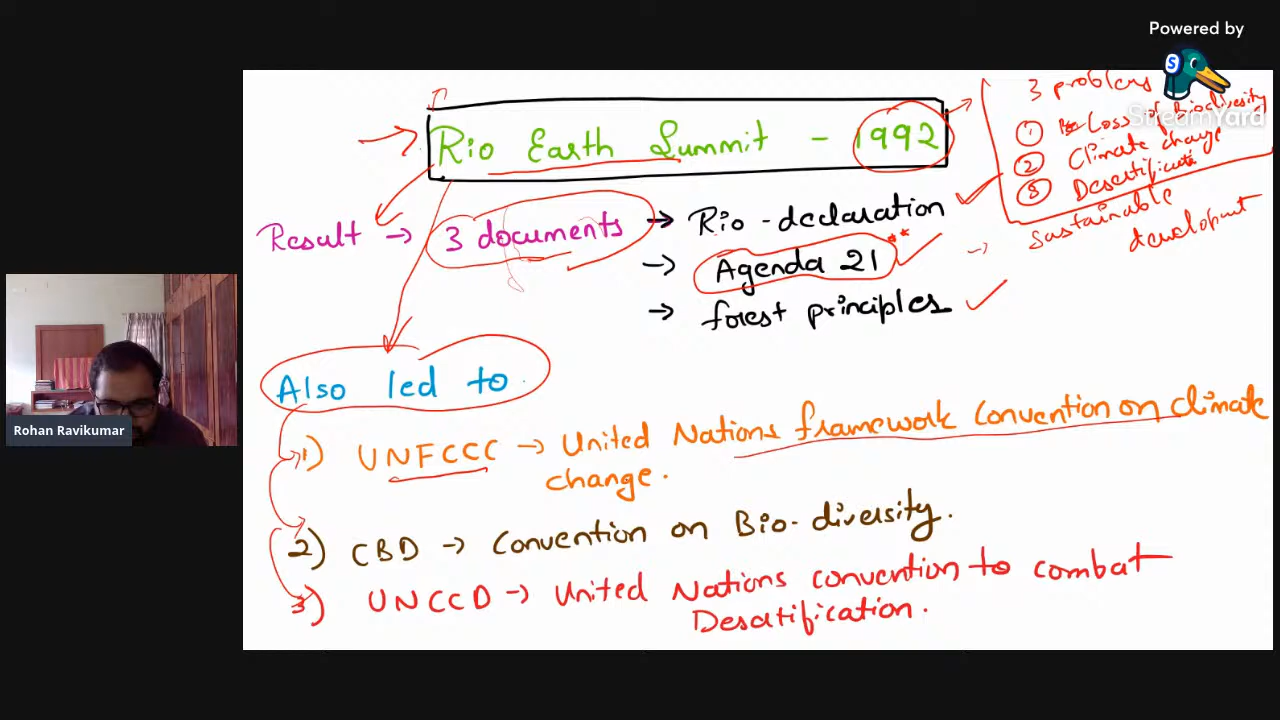 Powered by
StreamYard
3 problems
① Loss of Biodiversity
② Climate change
③ Desertificate
Rio Earth Summit - 1992
Result → 3 documents → Rio-declaration
→ Agenda 21 ** → sustainable development
→ forest principles
Also led to
1) UNFCCC → United Nations framework Convention on climate
change.
2) CBD → Convention on Bio-diversity.
3) UNCCD → United Nations convention to combat
Desertification.
Rohan Ravikumar